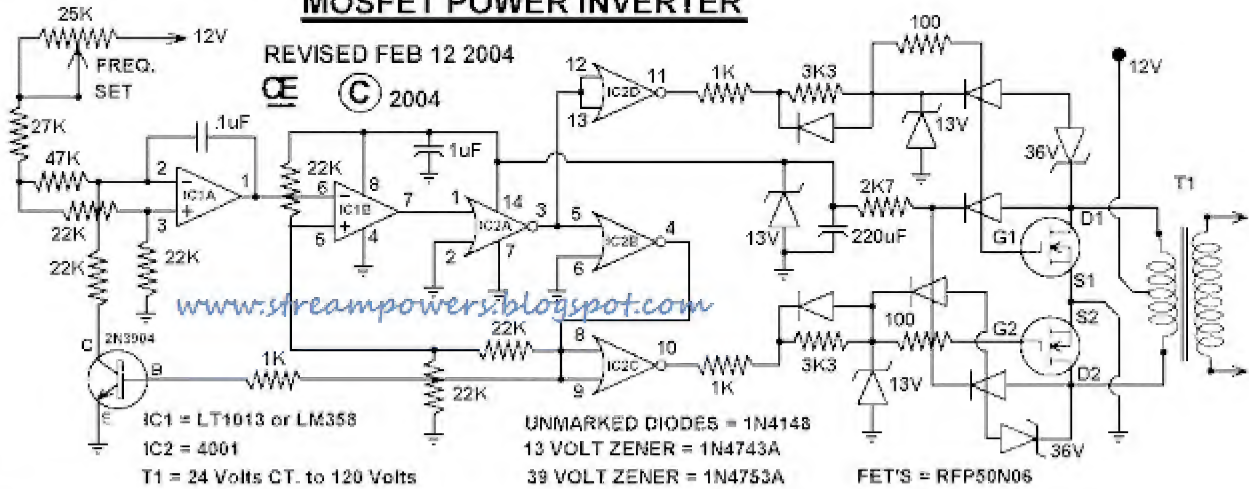 MOSFET POWER INVERTER
25K
12V
FREQ.
SET
REVISED FEB 12 2004
CE
C 2004
27K
.1uF
47K
2
1
IC1A
3
22K
22K
22K
22K
6
8
IC1B
7
5
4
1uF
1
14
IC2A
3
2
7
12
11
IC2D
13
5
4
IC2B
6
1K
3K3
100
13V
36V
12V
T1
13V
220uF
2K7
D1
G1
S1
S2
G2
D2
www.streampowers.blogspot.com
C
2N3904
B
E
1K
22K
22K
8
10
IC2C
9
1K
3K3
13V
100
36V
IC1 = LT1013 or LM358
IC2 = 4001
T1 = 24 Volts CT. to 120 Volts
UNMARKED DIODES = 1N4148
13 VOLT ZENER = 1N4743A
39 VOLT ZENER = 1N4753A
FET'S = RFP50N06